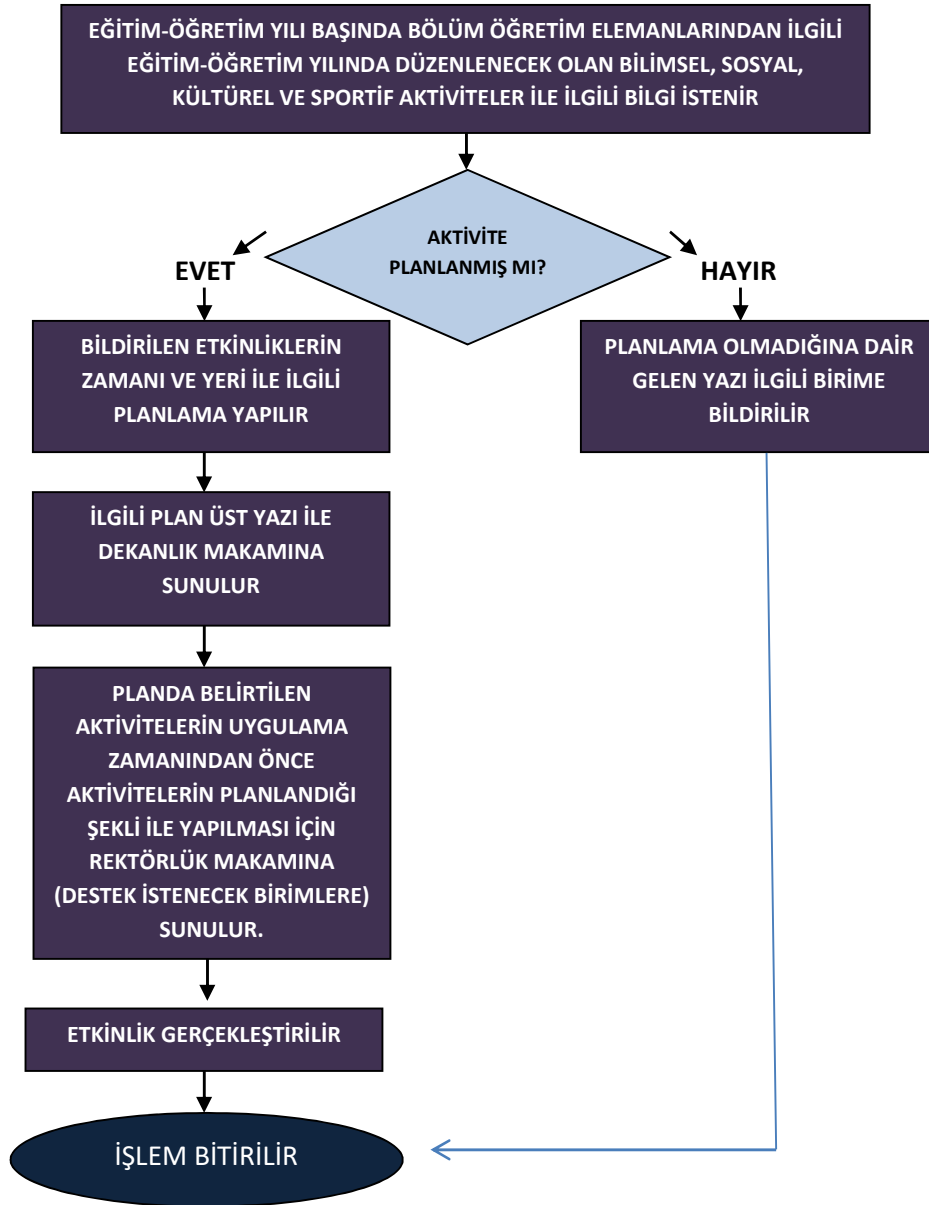 EĞİTİM-ÖĞRETİM YILI BAŞINDA BÖLÜM ÖĞRETİM ELEMANLARINDAN İLGİLİ
EĞİTİM-ÖĞRETİM YILINDA DÜZENLENECEK OLAN BİLİMSEL, SOSYAL,
KÜLTÜREL VE SPORTİF AKTİVİTELER İLE İLGİLİ BİLGİ İSTENİR
AKTİVİTE
PLANLANMIŞ MI?
EVET
HAYIR
BİLDİRİLEN ETKİNLİKLERİN
ZAMANI VE YERİ İLE İLGİLİ
PLANLAMA YAPILIR
PLANLAMA OLMADIĞINA DAİR
GELEN YAZI İLGİLİ BİRİME
BİLDİRİLİR
İLGİLİ PLAN ÜST YAZI İLE
DEKANLIK MAKAMINA
SUNULUR
PLANDA BELİRTİLEN
AKTİVİTELERİN UYGULAMA
ZAMANINDAN ÖNCE
AKTİVİTELERİN PLANLANDIĞI
ŞEKLİ İLE YAPILMASI İÇİN
REKTÖRLÜK MAKAMINA
(DESTEK İSTENECEK BİRİMLERE)
SUNULUR.
ETKİNLİK GERÇEKLEŞTİRİLİR
İŞLEM BİTİRİLİR